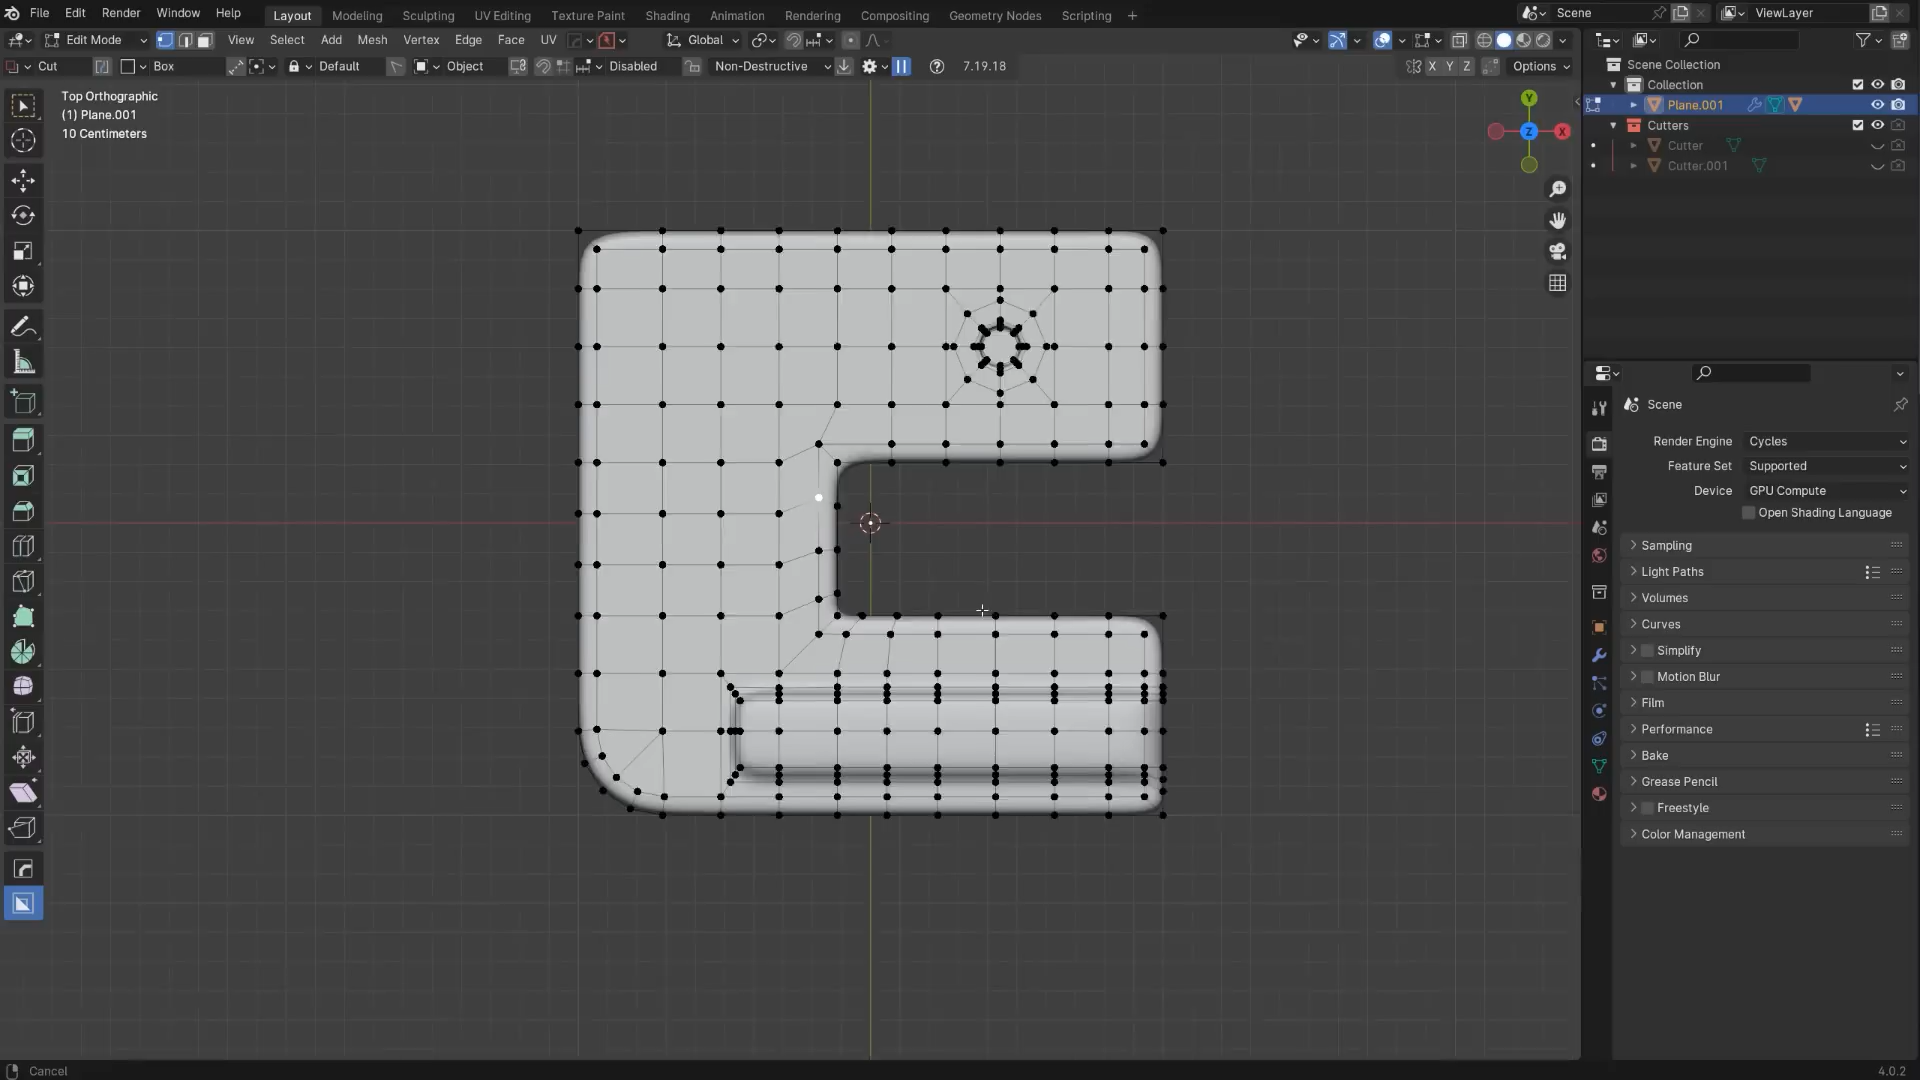 File Edit Render Window Help Layout Modeling Sculpting UV Editing Texture Paint Shading Animation Rendering Compositing Geometry Nodes Scripting + Scene ViewLayer
Edit Mode View Select Add Mesh Vertex Edge Face UV Global
Cut Box Default Object Disabled Non-Destructive 7.19.18 X Y Z Options
Top Orthographic
(1) Plane.001
10 Centimeters
Y
Z X
Scene Collection
Collection
Plane.001
Cutters
Cutter
Cutter.001
Scene
Render Engine Cycles
Feature Set Supported
Device GPU Compute
Open Shading Language
Sampling
Light Paths
Volumes
Curves
Simplify
Motion Blur
Film
Performance
Bake
Grease Pencil
Freestyle
Color Management
Cancel 4.0.2